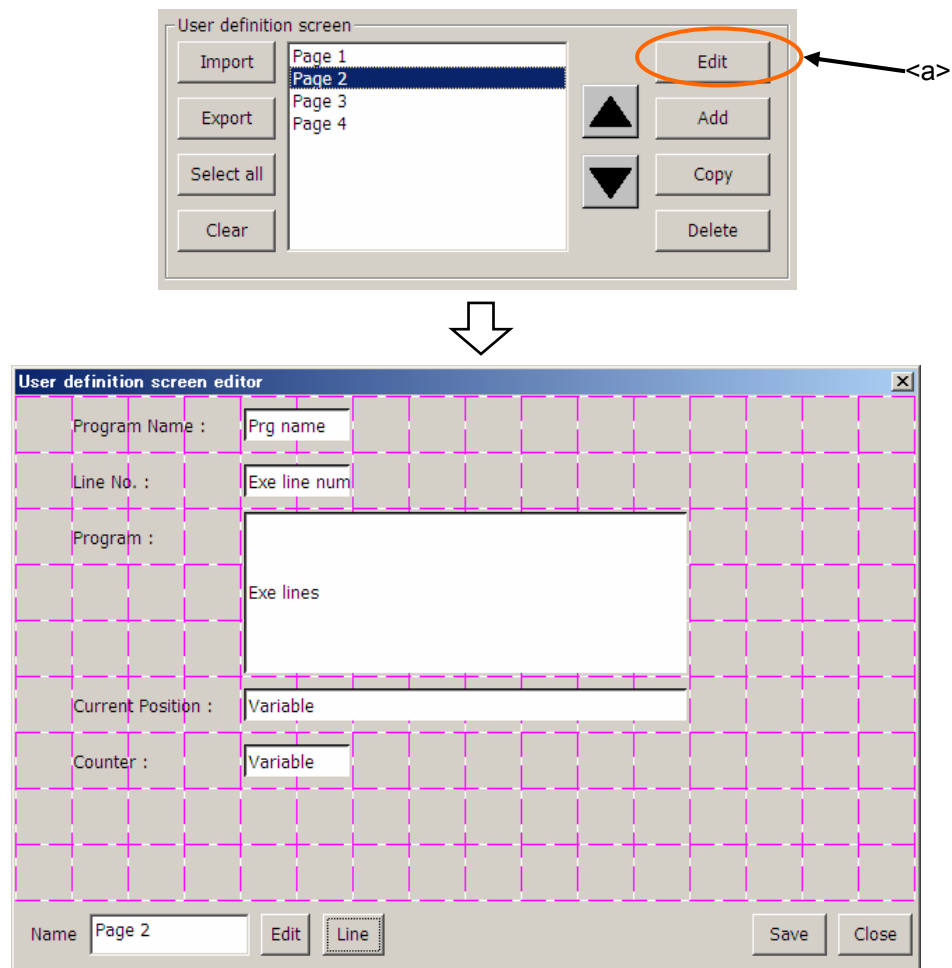 User definition screen
Import
Page 1
Edit
<a>
Page 2
Page 3
Export
Page 4
Add
Select all
Copy
Clear
Delete
User definition screen editor
Program Name : Prg name
Line No. : Exe line num
Program :
Exe lines
Current Position : Variable
Counter : Variable
Name Page 2 Edit Line Save Close